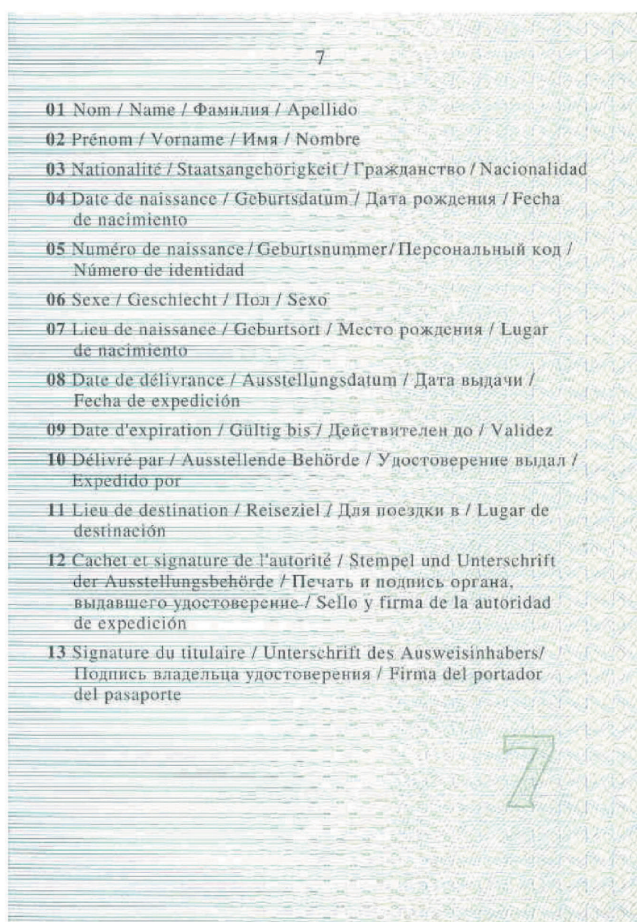 7
01 Nom / Name / Фамилия / Apellido
02 Prénom / Vorname / Имя / Nombre
03 Nationalité / Staatsangehörigkeit / Гражданство / Nacionalidad
04 Date de naissance / Geburtsdatum / Дата рождения / Fecha
de nacimiento
05 Numéro de naissance / Geburtsnummer / Персональный код /
Número de identidad
06 Sexe / Geschlecht / Пол / Sexo
07 Lieu de naissance / Geburtsort / Место рождения / Lugar
de nacimiento
08 Date de délivrance / Ausstellungsdatum / Дата выдачи /
Fecha de expedición
09 Date d'expiration / Gültig bis / Действителен до / Validez
10 Délivré par / Ausstellende Behörde / Удостоверение выдал /
Expedido por
11 Lieu de destination / Reiseziel / Для поездки в / Lugar de
destinación
12 Cachet et signature de l'autorité / Stempel und Unterschrift
der Ausstellungsbehörde / Печать и подпись органа,
выдавшего удостоверение / Sello y firma de la autoridad
de expedición
13 Signature du titulaire / Unterschrift des Ausweisinhabers/
Подпись владельца удостоверения / Firma del portador
del pasaporte
7